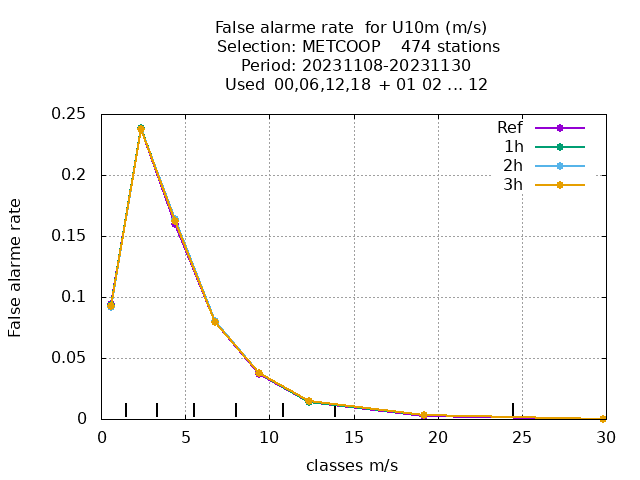 False alarme rate  for U10m (m/s)
Selection: METCOOP    474 stations
Period: 20231108-20231130
Used  00,06,12,18 + 01 02 ... 12
0.25
0.2
0.15
0.1
0.05
0
False alarme rate
Ref
1h
2h
3h
0 5 10 15 20 25 30
classes m/s